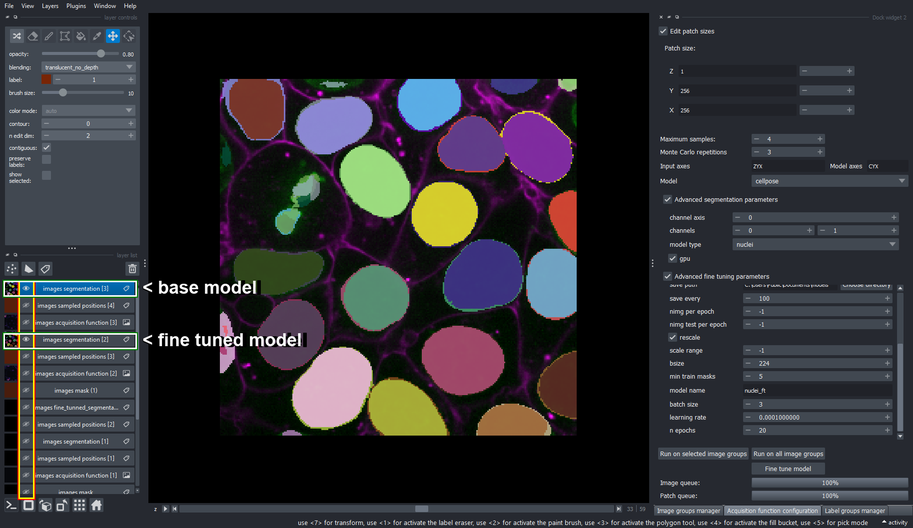 File View Layers Plugins Window Help
layer controls
opacity: 0.80
blending: translucent_no_depth
label: 1
brush size: 10
color mode: auto
contour: 0
n edit dim: 2
contiguous:
preserve
labels:
show
selected:
layer list
images segmentation [3]
< base model
images sampled positions [4]
images acquisition function [3]
images segmentation [2]
< fine tuned model
images sampled positions [3]
images acquisition function [2]
images mask [1]
images fine_tunned_segmenta...
images sampled positions [2]
images segmentation [1]
images sampled positions [1]
images acquisition function [1]
images mask
z 33 59
Dock widget 2
Edit patch sizes
Patch size:
Z 1
Y 256
X 256
Maximum samples: 4
Monte Carlo repetitions 3
Input axes ZYX Model axes CYX
Model cellpose
Advanced segmentation parameters
channel axis 0
channels 0 1
model type nuclei
gpu
Advanced fine tuning parameters
save path Choose directory
save every 100
nimg per epoch -1
nimg test per epoch -1
rescale
scale range -1
bsize 224
min train masks 5
model name nudei_ft
batch size 3
learning rate 0.0001000000
n epochs 20
Run on selected image groups Run on all image groups
Fine tune model
Image queue: 100%
Patch queue: 100%
Image groups manager Acquisition function configuration Label groups manager
use <7> for transform, use <1> for activate the label eraser, use <2> for activate the paint brush, use <3> for activate the polygon tool, use <4> for activate the fill bucket, use <5> for pick mode activity